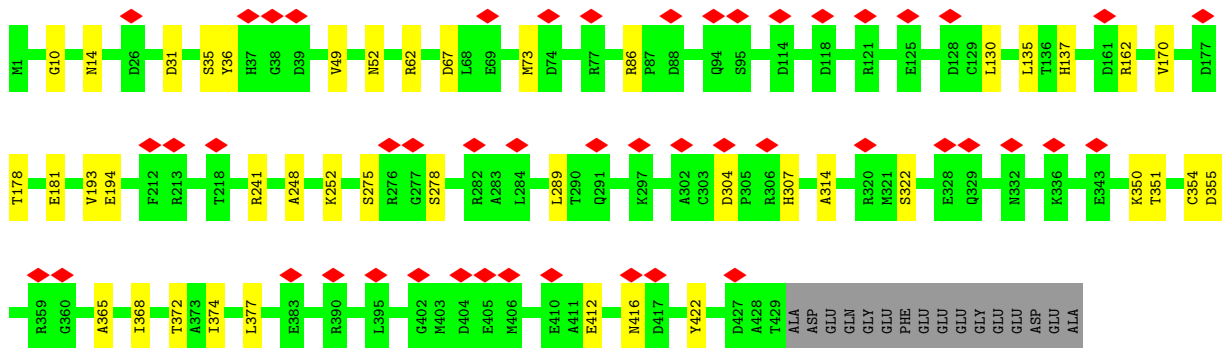 M1 G10 N14 D26 D31 S35 Y36 H37 G38 D39 V49 N52 R62 D67 L68 E69 M73 D74 R77 R86 P87 D88 Q94 S95 D114 D118 R121 E125 D128 C129 L130 L135 T136 H137 D161 R162 V170 D177
T178 E181 V193 E194 F212 R213 T218 R241 A248 K252 S275 R276 G277 S278 R282 A283 L284 L289 T290 Q291 K297 A302 C303 D304 P305 R306 H307 A314 R320 M321 S322 E328 Q329 N332 K336 E343 K350 T351 C354 D355
R359 G360 A365 I368 T372 A373 I374 L377 E383 R390 L395 G402 M403 D404 E405 M406 E410 A411 E412 N416 D417 Y422 D427 A428 T429 ALA ASP GLU GLN GLY GLU PHE GLU GLU GLU GLY GLU GLU ASP GLU ALA